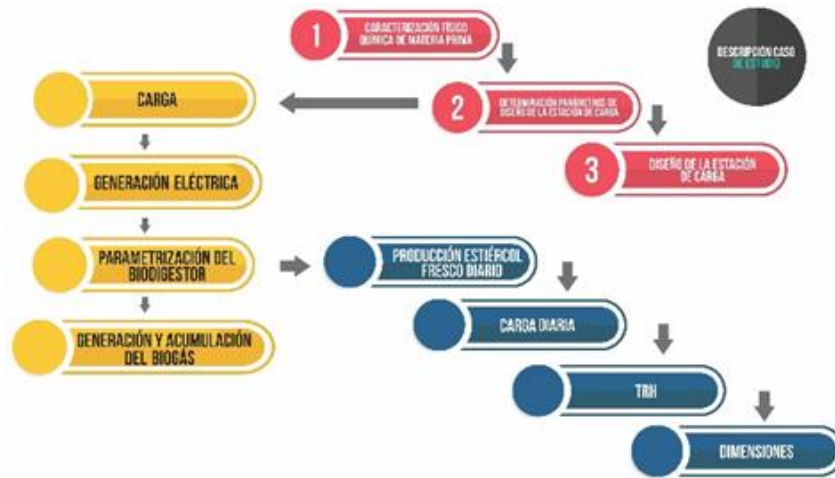 1
CARACTERIZACIÓN FÍSICO
QUÍMICA DE MATERIA PRIMA
DESCRIPCIÓN CASO
DE ESTUDIO
2
DETERMINACIÓN PARÁMETROS DE
DISEÑO DE LA ESTACIÓN DE CARGA
3
DISEÑO DE LA ESTACIÓN
DE CARGA
CARGA
GENERACIÓN ELÉCTRICA
PARAMETRIZACIÓN DEL
BIODIGESTOR
GENERACIÓN Y ACUMULACIÓN
DEL BIOGÁS
PRODUCCIÓN ESTIÉRCOL
FRESCO DIARIO
CARGA DIARIA
TRH
DIMENSIONES